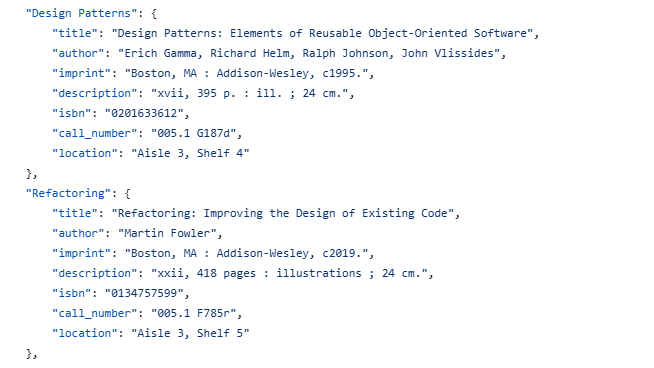 "Design Patterns": {
"title": "Design Patterns: Elements of Reusable Object-Oriented Software",
"author": "Erich Gamma, Richard Helm, Ralph Johnson, John Vlissides",
"imprint": "Boston, MA : Addison-Wesley, c1995.",
"description": "xvii, 395 p. : ill. ; 24 cm.",
"isbn": "0201633612",
"call_number": "005.1 G187d",
"location": "Aisle 3, Shelf 4"
},
"Refactoring": {
"title": "Refactoring: Improving the Design of Existing Code",
"author": "Martin Fowler",
"imprint": "Boston, MA : Addison-Wesley, c2019.",
"description": "xxii, 418 pages : illustrations ; 24 cm.",
"isbn": "0134757599",
"call_number": "005.1 F785r",
"location": "Aisle 3, Shelf 5"
},